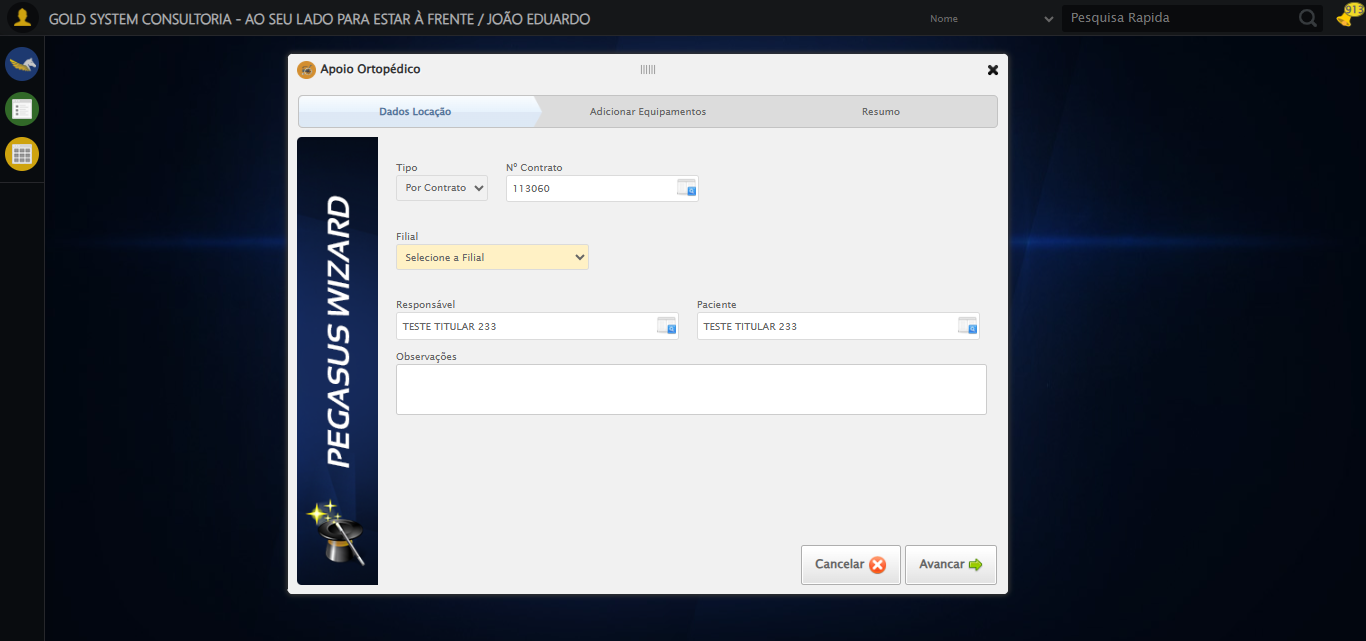 GOLD SYSTEM CONSULTORIA - AO SEU LADO PARA ESTAR À FRENTE / JOÃO EDUARDO
Nome
Pesquisa Rapida
913
Apoio Ortopédico
Dados Locação
Adicionar Equipamentos
Resumo
PEGASUS WIZARD
Tipo
Nº Contrato
Por Contrato
113060
Filial
Selecione a Filial
Responsável
Paciente
TESTE TITULAR 233
TESTE TITULAR 233
Observações
Cancelar
Avancar